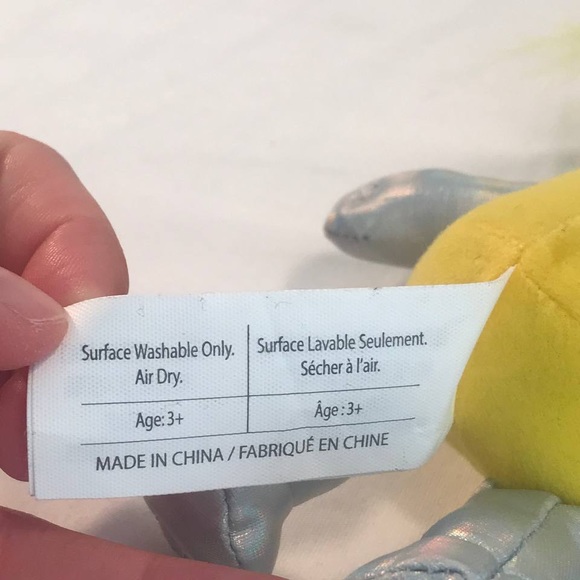 Surface Washable Only.
Air Dry.
Surface Lavable Seulement.
Sécher à l'air.
Age: 3+
Âge : 3+
MADE IN CHINA / FABRIQUÉ EN CHINE